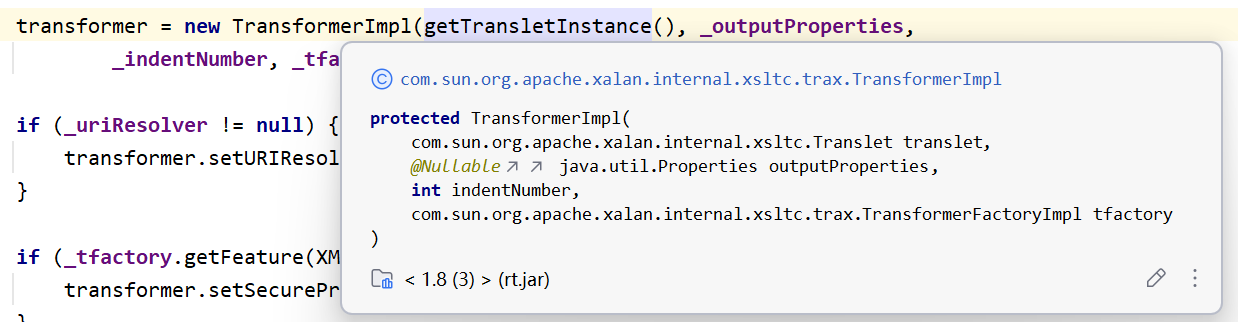 transformer = new TransformerImpl(getTransletInstance(), _outputProperties,
_indentNumber, _tfa
if (_uriResolver != null) {
transformer.setURIResol
}
if (_tfactory.getFeature(XM
transformer.setSecurePr
}
com.sun.org.apache.xalan.internal.xsltc.trax.TransformerImpl
protected TransformerImpl(
com.sun.org.apache.xalan.internal.xsltc.Translet translet,
@Nullable↗ ↗ java.util.Properties outputProperties,
int indentNumber,
com.sun.org.apache.xalan.internal.xsltc.trax.TransformerFactoryImpl tfactory
)
< 1.8 (3) > (rt.jar)